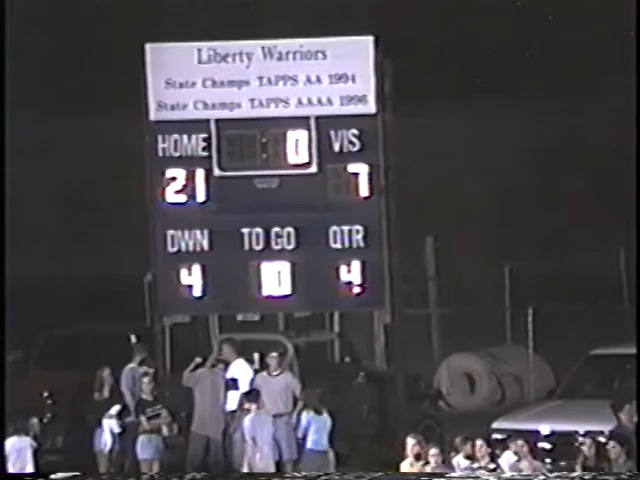 Liberty Warriors
State Champs TAPPS AA 1994
State Champs TAPPS AAAA 1996
HOME : 0 VIS
21 7
DWN TO GO QTR
4 10 4